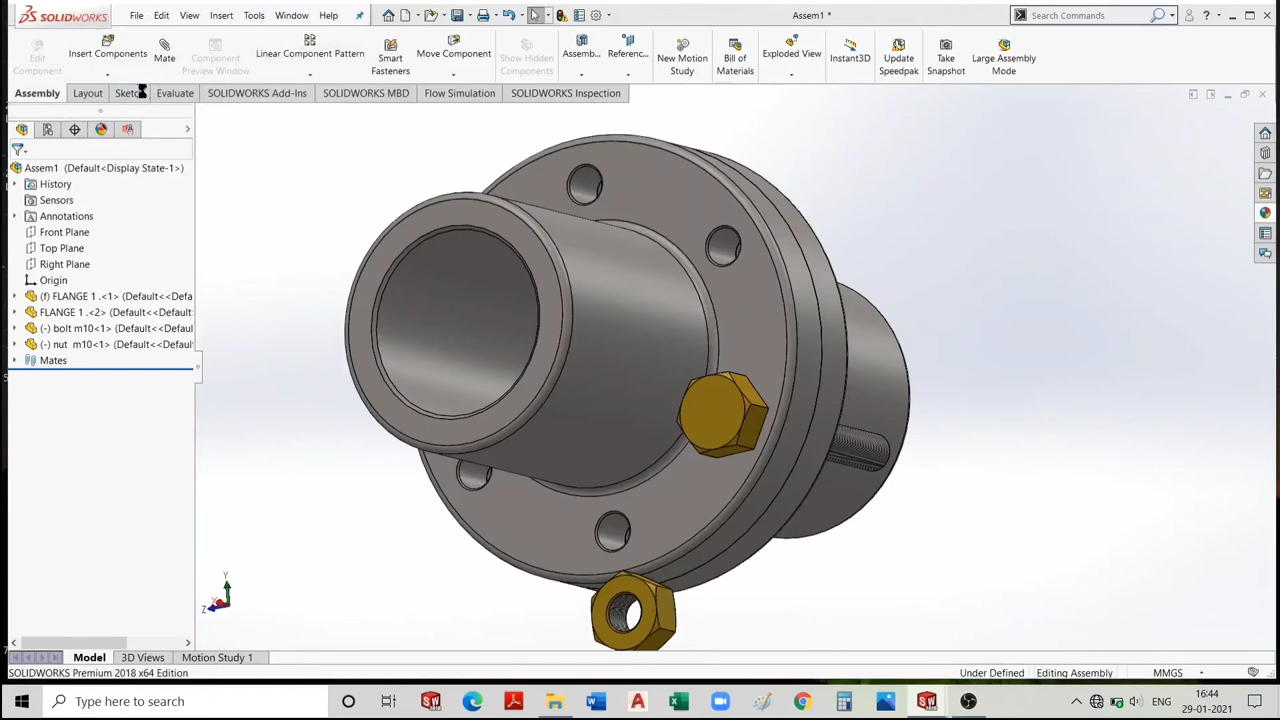 SOLIDWORKS File Edit View Insert Tools Window Help Assem1 * Search Commands
Edit Component Insert Components Mate Component Preview Window Linear Component Pattern Smart Fasteners Move Component Show Hidden Components Assemb... Referenc... New Motion Study Bill of Materials Exploded View Instant3D Update Speedpak Take Snapshot Large Assembly Mode
Assembly Layout Sketc Evaluate SOLIDWORKS Add-Ins SOLIDWORKS MBD Flow Simulation SOLIDWORKS Inspection
Assem1 (Default<Display State-1>)
History
Sensors
Annotations
Front Plane
Top Plane
Right Plane
Origin
(f) FLANGE 1 .<1> (Default<<Defa
FLANGE 1 .<2> (Default<<Default
(-) bolt m10<1> (Default<<Default
(-) nut m10<1> (Default<<Default
Mates
Y
Z
Model 3D Views Motion Study 1
SOLIDWORKS Premium 2018 x64 Edition Under Defined Editing Assembly MMGS
Type here to search 16:44
29-01-2021